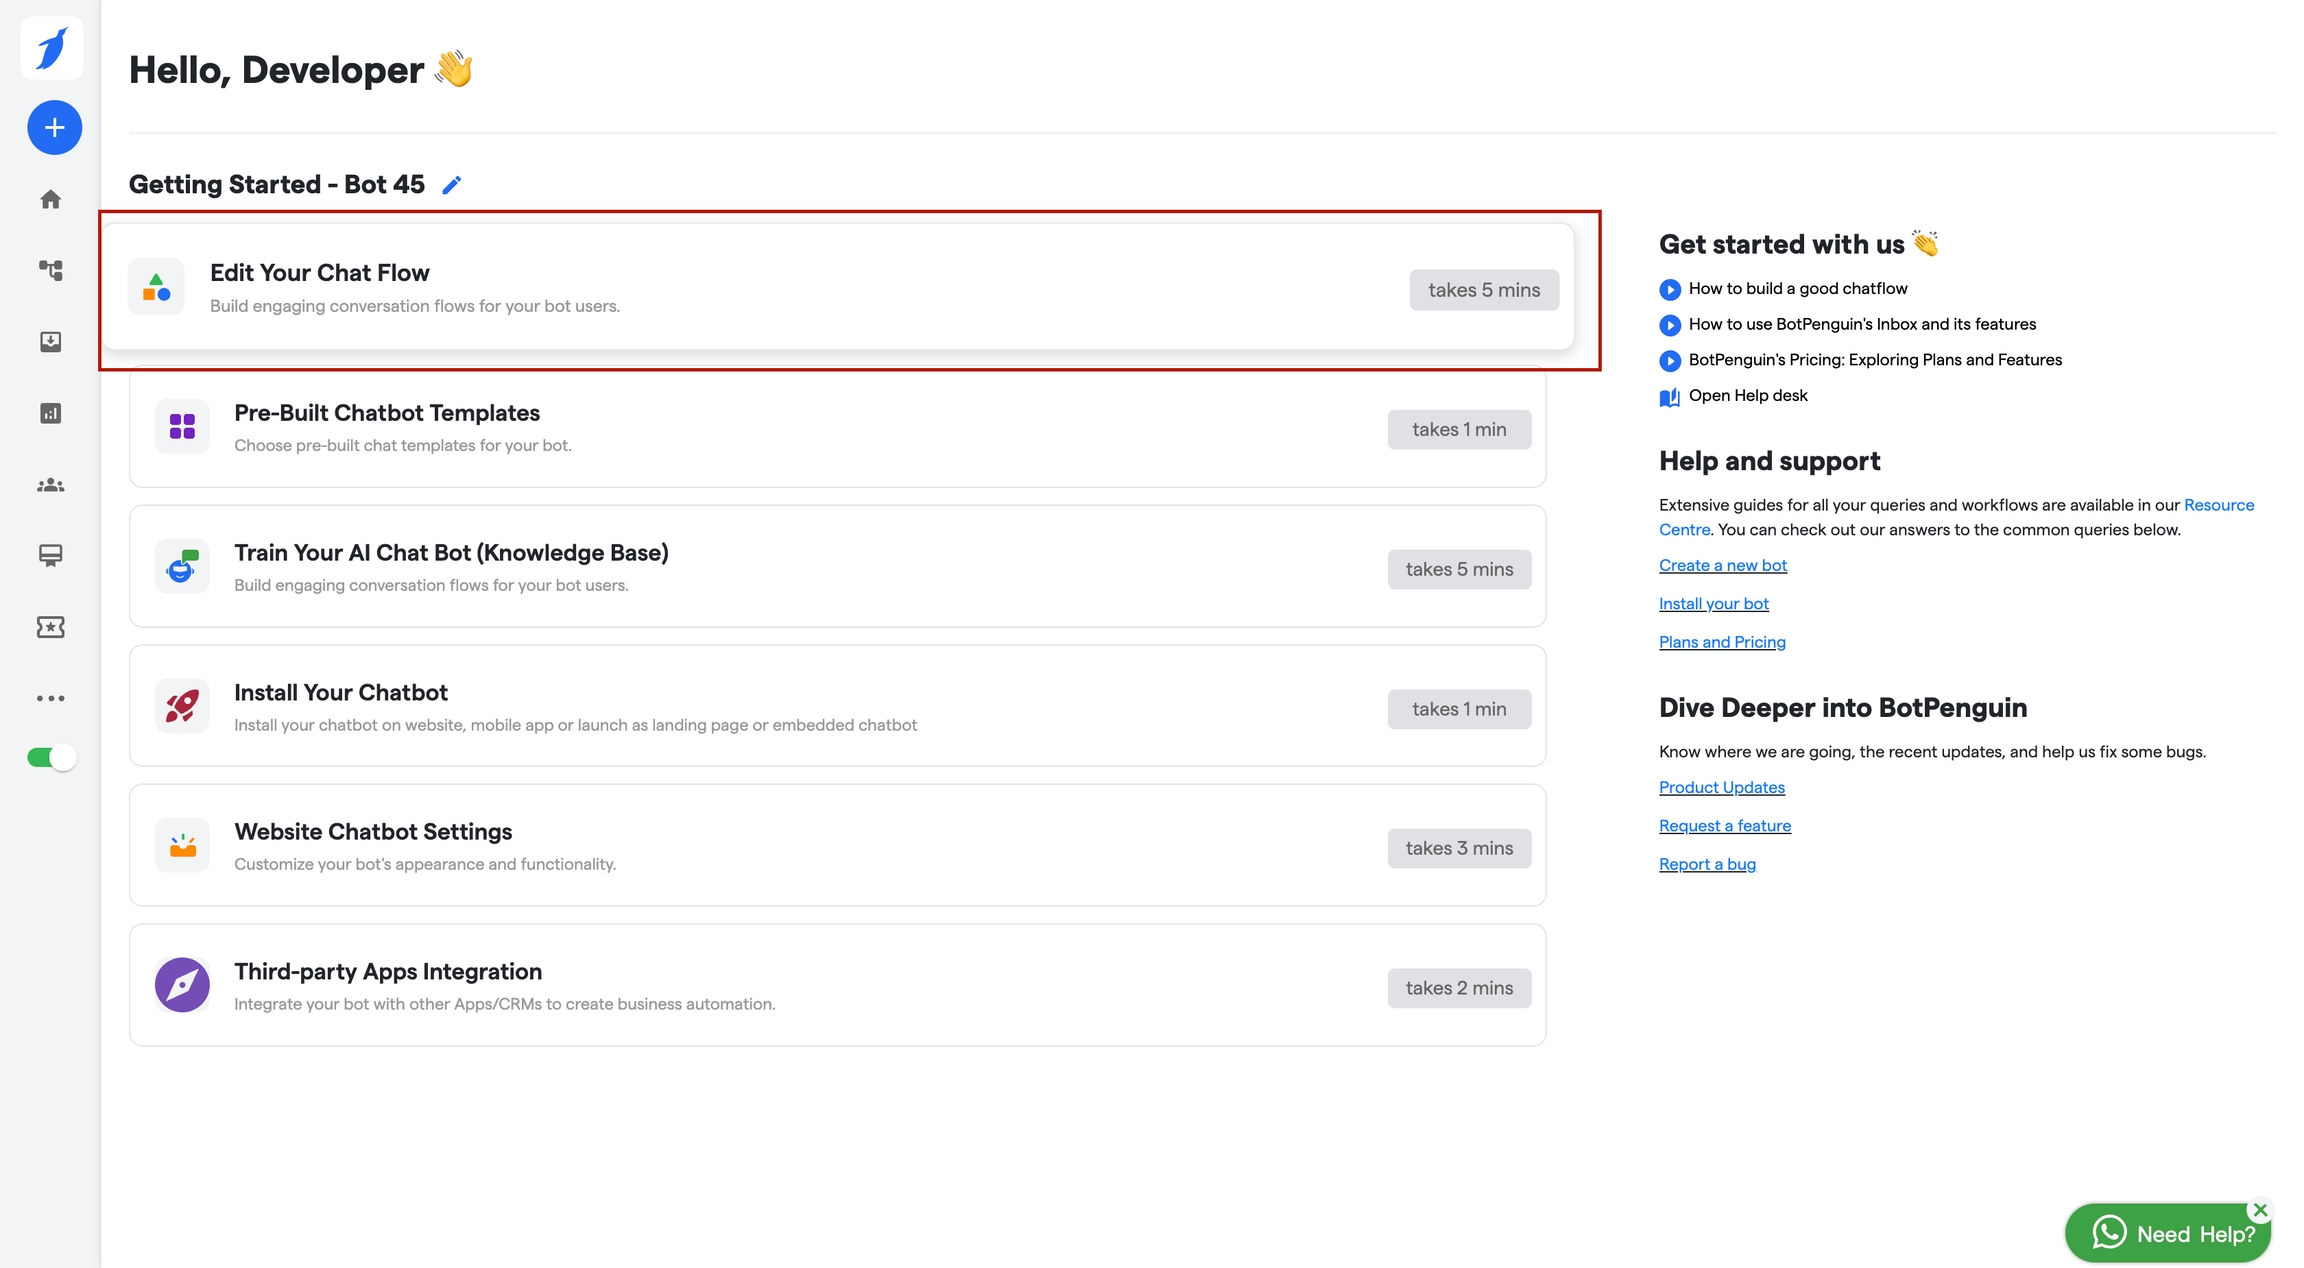 Hello, Developer 👋
Getting Started - Bot 45
Edit Your Chat Flow
Build engaging conversation flows for your bot users.
takes 5 mins
Pre-Built Chatbot Templates
Choose pre-built chat templates for your bot.
takes 1 min
Train Your AI Chat Bot (Knowledge Base)
Build engaging conversation flows for your bot users.
takes 5 mins
Install Your Chatbot
Install your chatbot on website, mobile app or launch as landing page or embedded chatbot
takes 1 min
Website Chatbot Settings
Customize your bot's appearance and functionality.
takes 3 mins
Third-party Apps Integration
Integrate your bot with other Apps/CRMs to create business automation.
takes 2 mins
Get started with us 👏
How to build a good chatflow
How to use BotPenguin's Inbox and its features
BotPenguin's Pricing: Exploring Plans and Features
Open Help desk
Help and support
Extensive guides for all your queries and workflows are available in our Resource
Centre. You can check out our answers to the common queries below.
Create a new bot
Install your bot
Plans and Pricing
Dive Deeper into BotPenguin
Know where we are going, the recent updates, and help us fix some bugs.
Product Updates
Request a feature
Report a bug
Need Help?